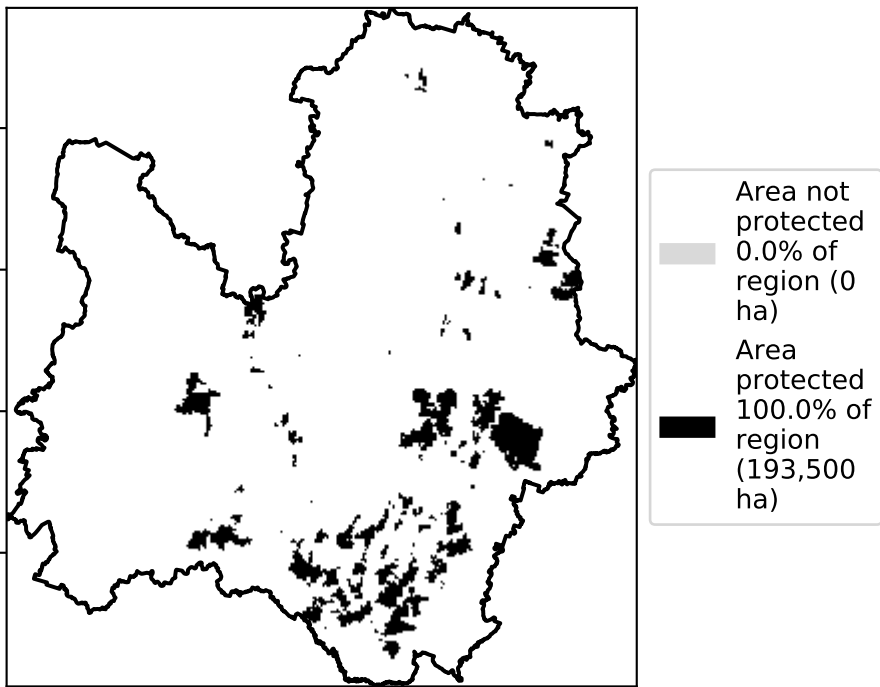 Area not
protected
0.0% of
region (0
ha)
Area
protected
100.0% of
region
(193,500
ha)